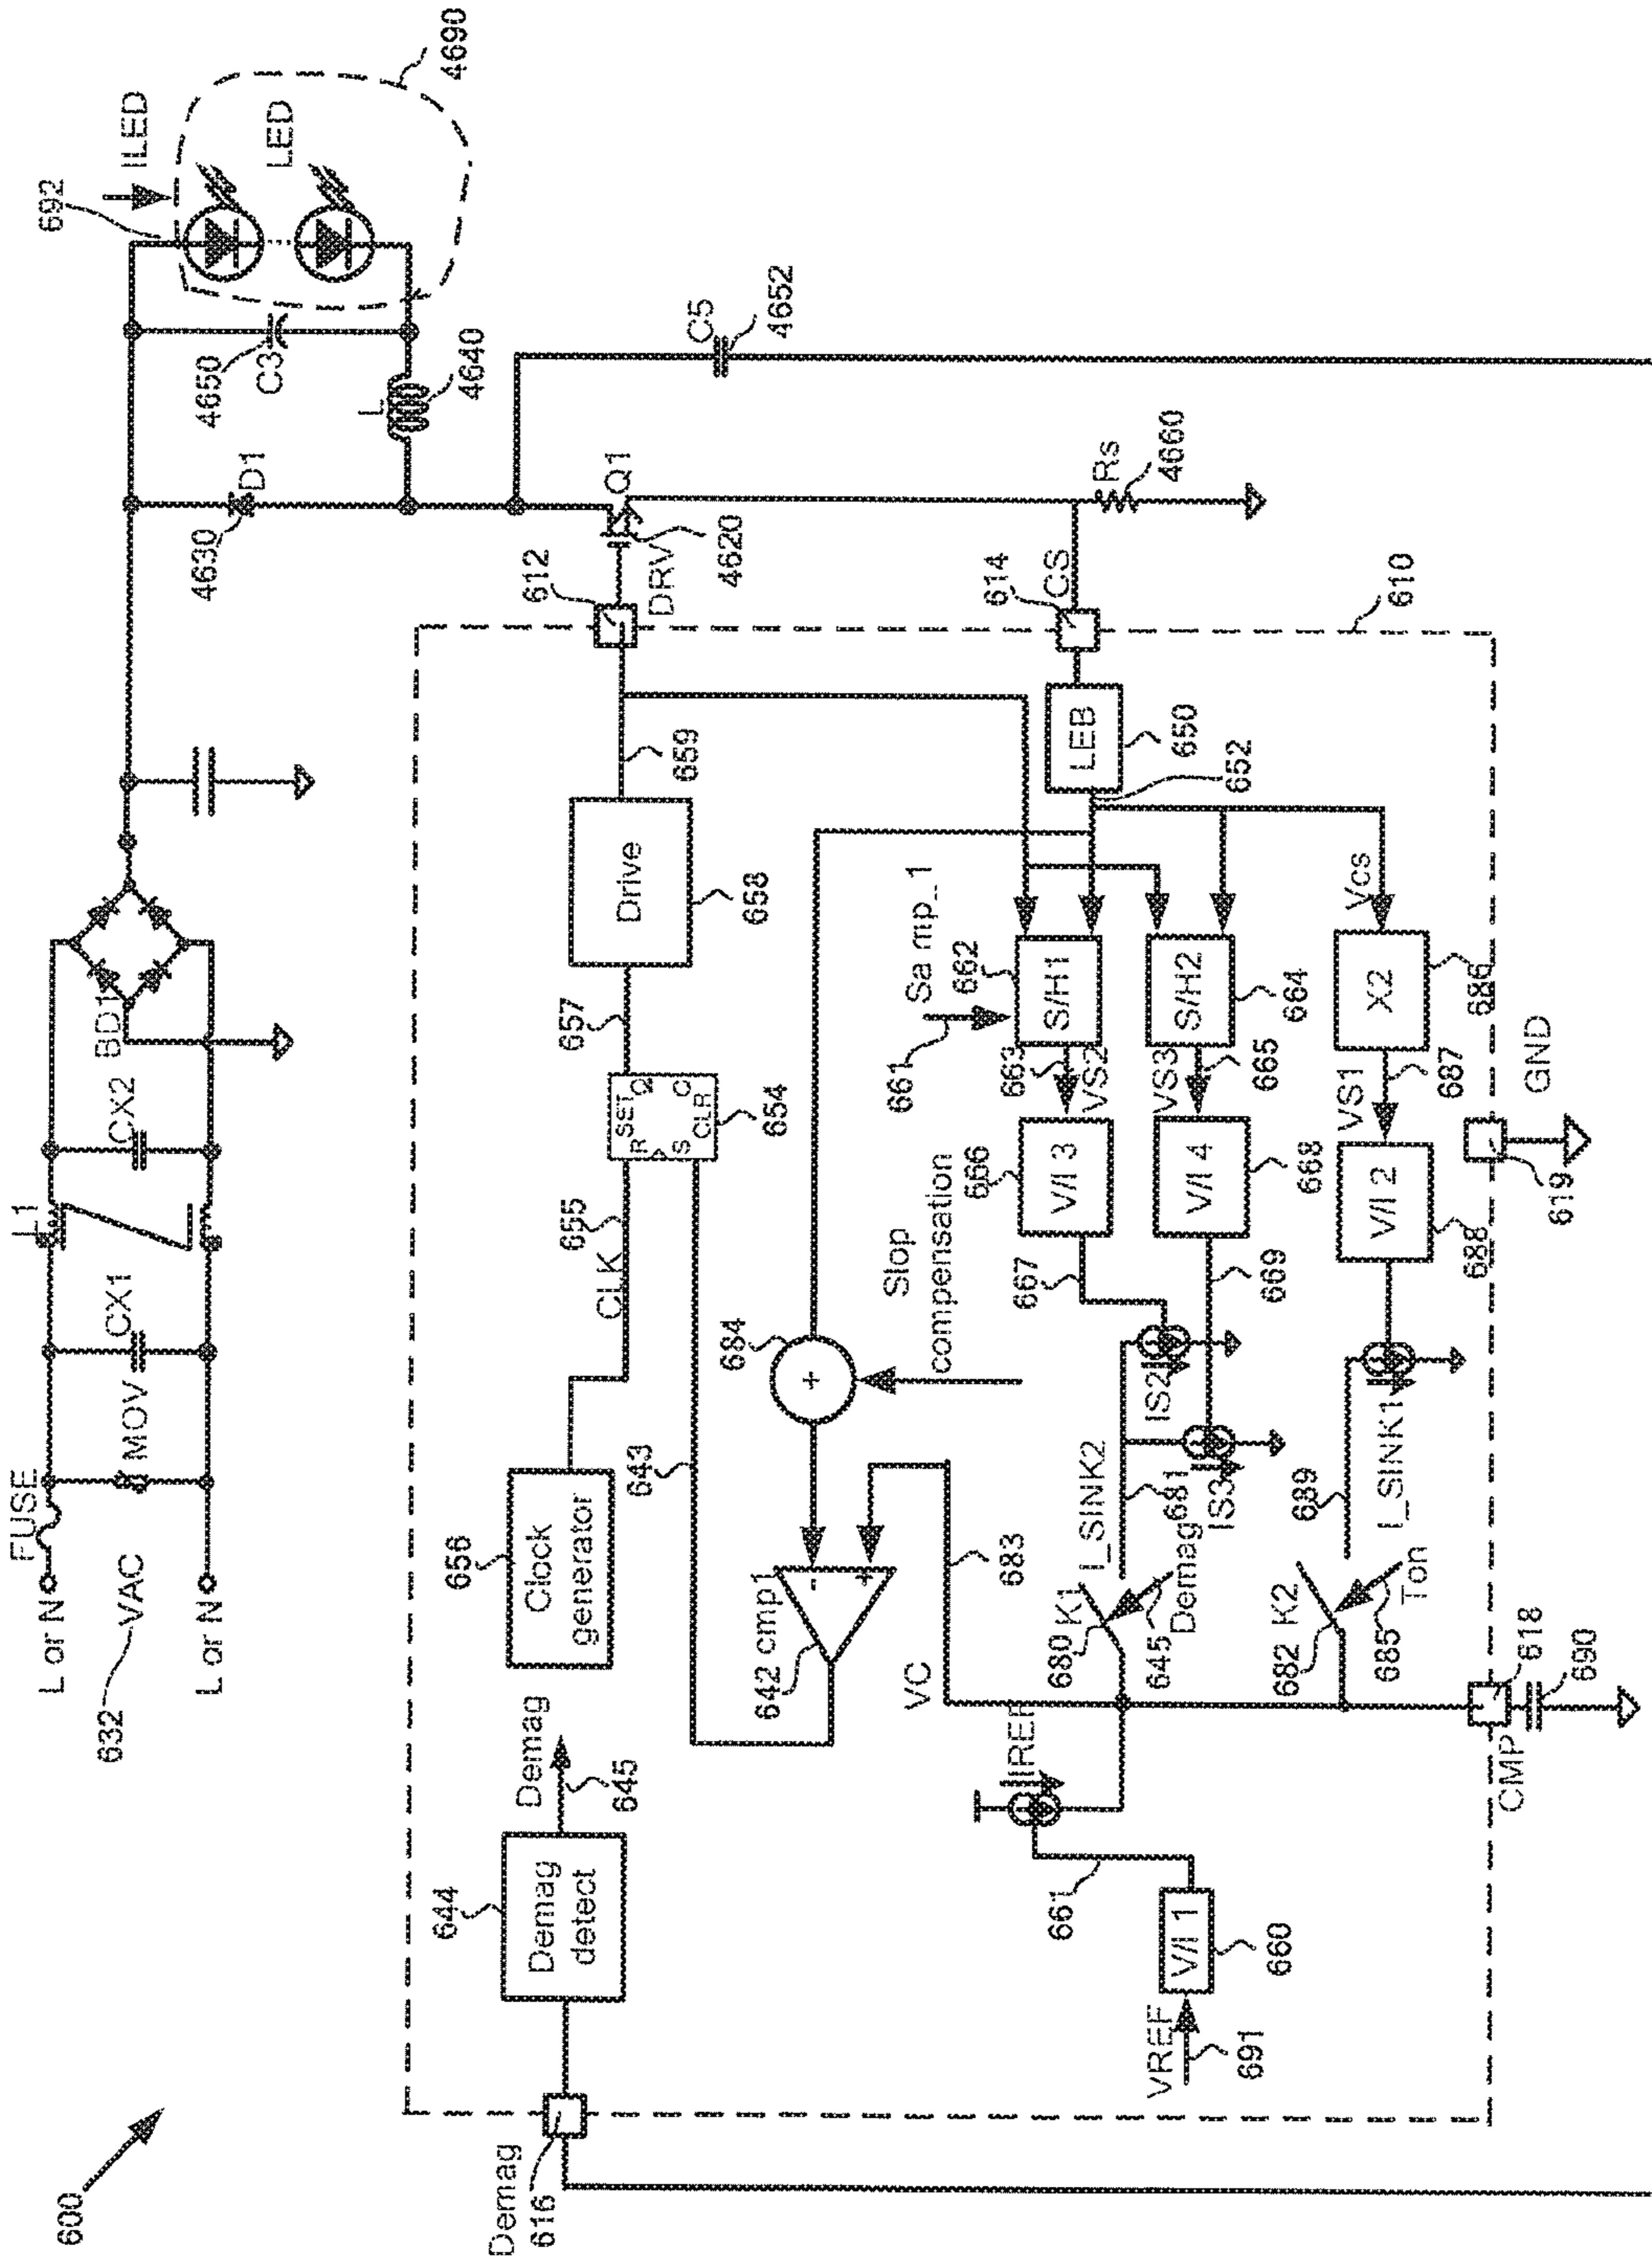 600
L or N
FUSE
632
VAC
L or N
MOV
CX1
L1
CX2
BD1
4630
D1
4650
C3
L
4640
692
ILED
LED
4690
C5
4652
Q1
4620
DRV
612
Rs
4660
CS
614
610
Demag
616
644
Demag
detect
Demag
645
656
Clock
generator
655
CLK
R
SET
Q
S
CLR
Q
654
657
Drive
658
659
643
642 cmp1
-
+
684
+
Slop
compensation
683
VC
LEB
650
652
Sa mp_1
661
662
S/H1
663
VS2
S/H2
664
VS3
665
Vcs
X2
686
687
VS1
V/I 3
666
667
V/I 4
668
669
V/I 2
688
IS2
IS3
I_SINK2
681
680
K1
645
Demag
689
I_SINK1
682
K2
685
Ton
IREF
661
V/I 1
660
VREF
691
CMP
618
690
619
GND